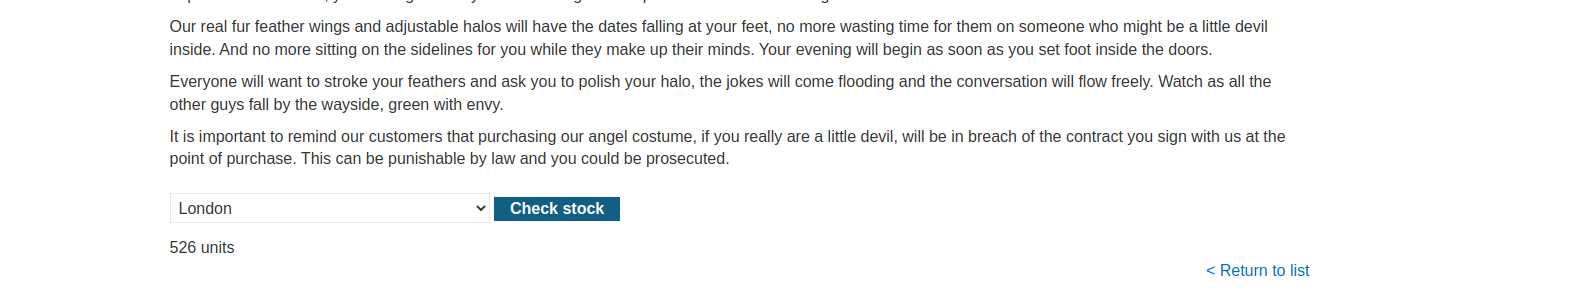 Our real fur feather wings and adjustable halos will have the dates falling at your feet, no more wasting time for them on someone who might be a little devil
inside. And no more sitting on the sidelines for you while they make up their minds. Your evening will begin as soon as you set foot inside the doors.
Everyone will want to stroke your feathers and ask you to polish your halo, the jokes will come flooding and the conversation will flow freely. Watch as all the
other guys fall by the wayside, green with envy.
It is important to remind our customers that purchasing our angel costume, if you really are a little devil, will be in breach of the contract you sign with us at the
point of purchase. This can be punishable by law and you could be prosecuted.
London Check stock
526 units
< Return to list